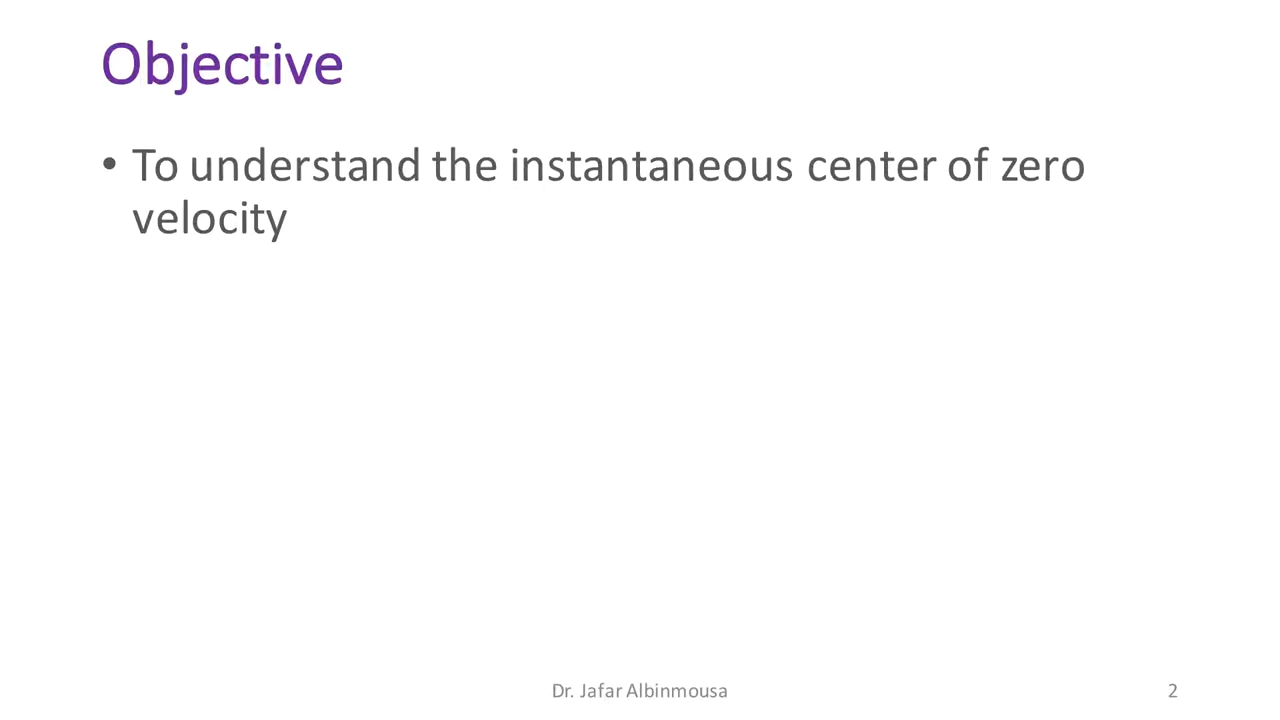 Objective
• To understand the instantaneous center of zero
velocity
Dr. Jafar Albinmousa
2